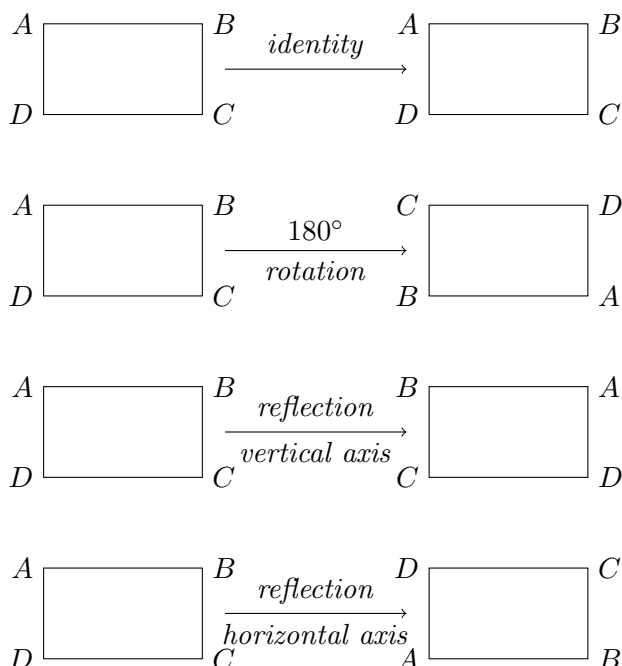 A B identity A B
D C D C
A B 180° C D
D C rotation B A
A B reflection B A
D C vertical axis C D
A B reflection D C
D C horizontal axis A B